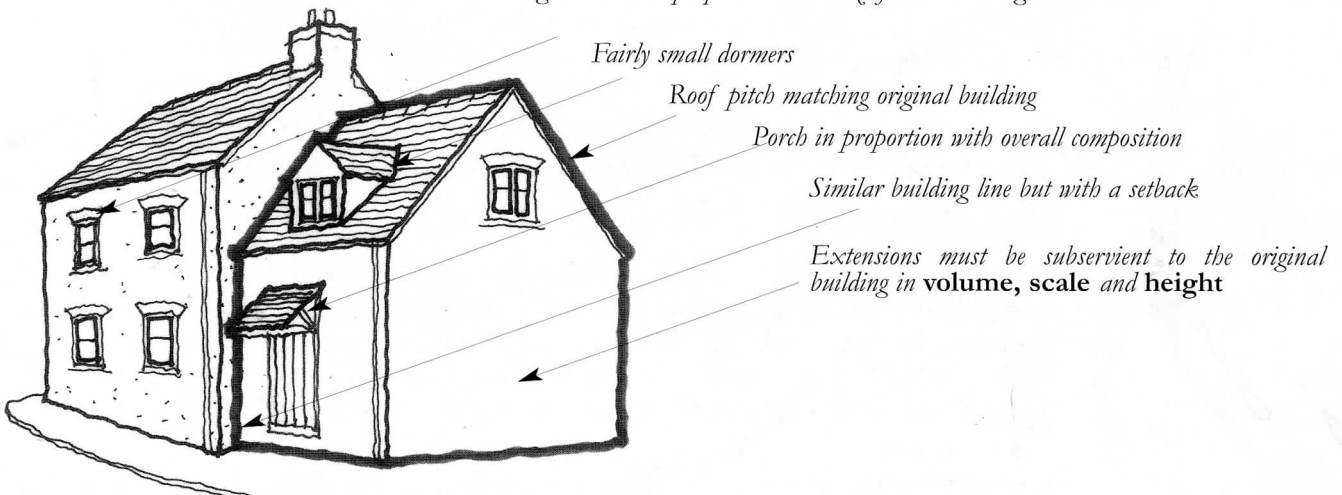 Fairly small dormers
Roof pitch matching original building
Porch in proportion with overall composition
Similar building line but with a setback
Extensions must be subservient to the original
building in volume, scale and height